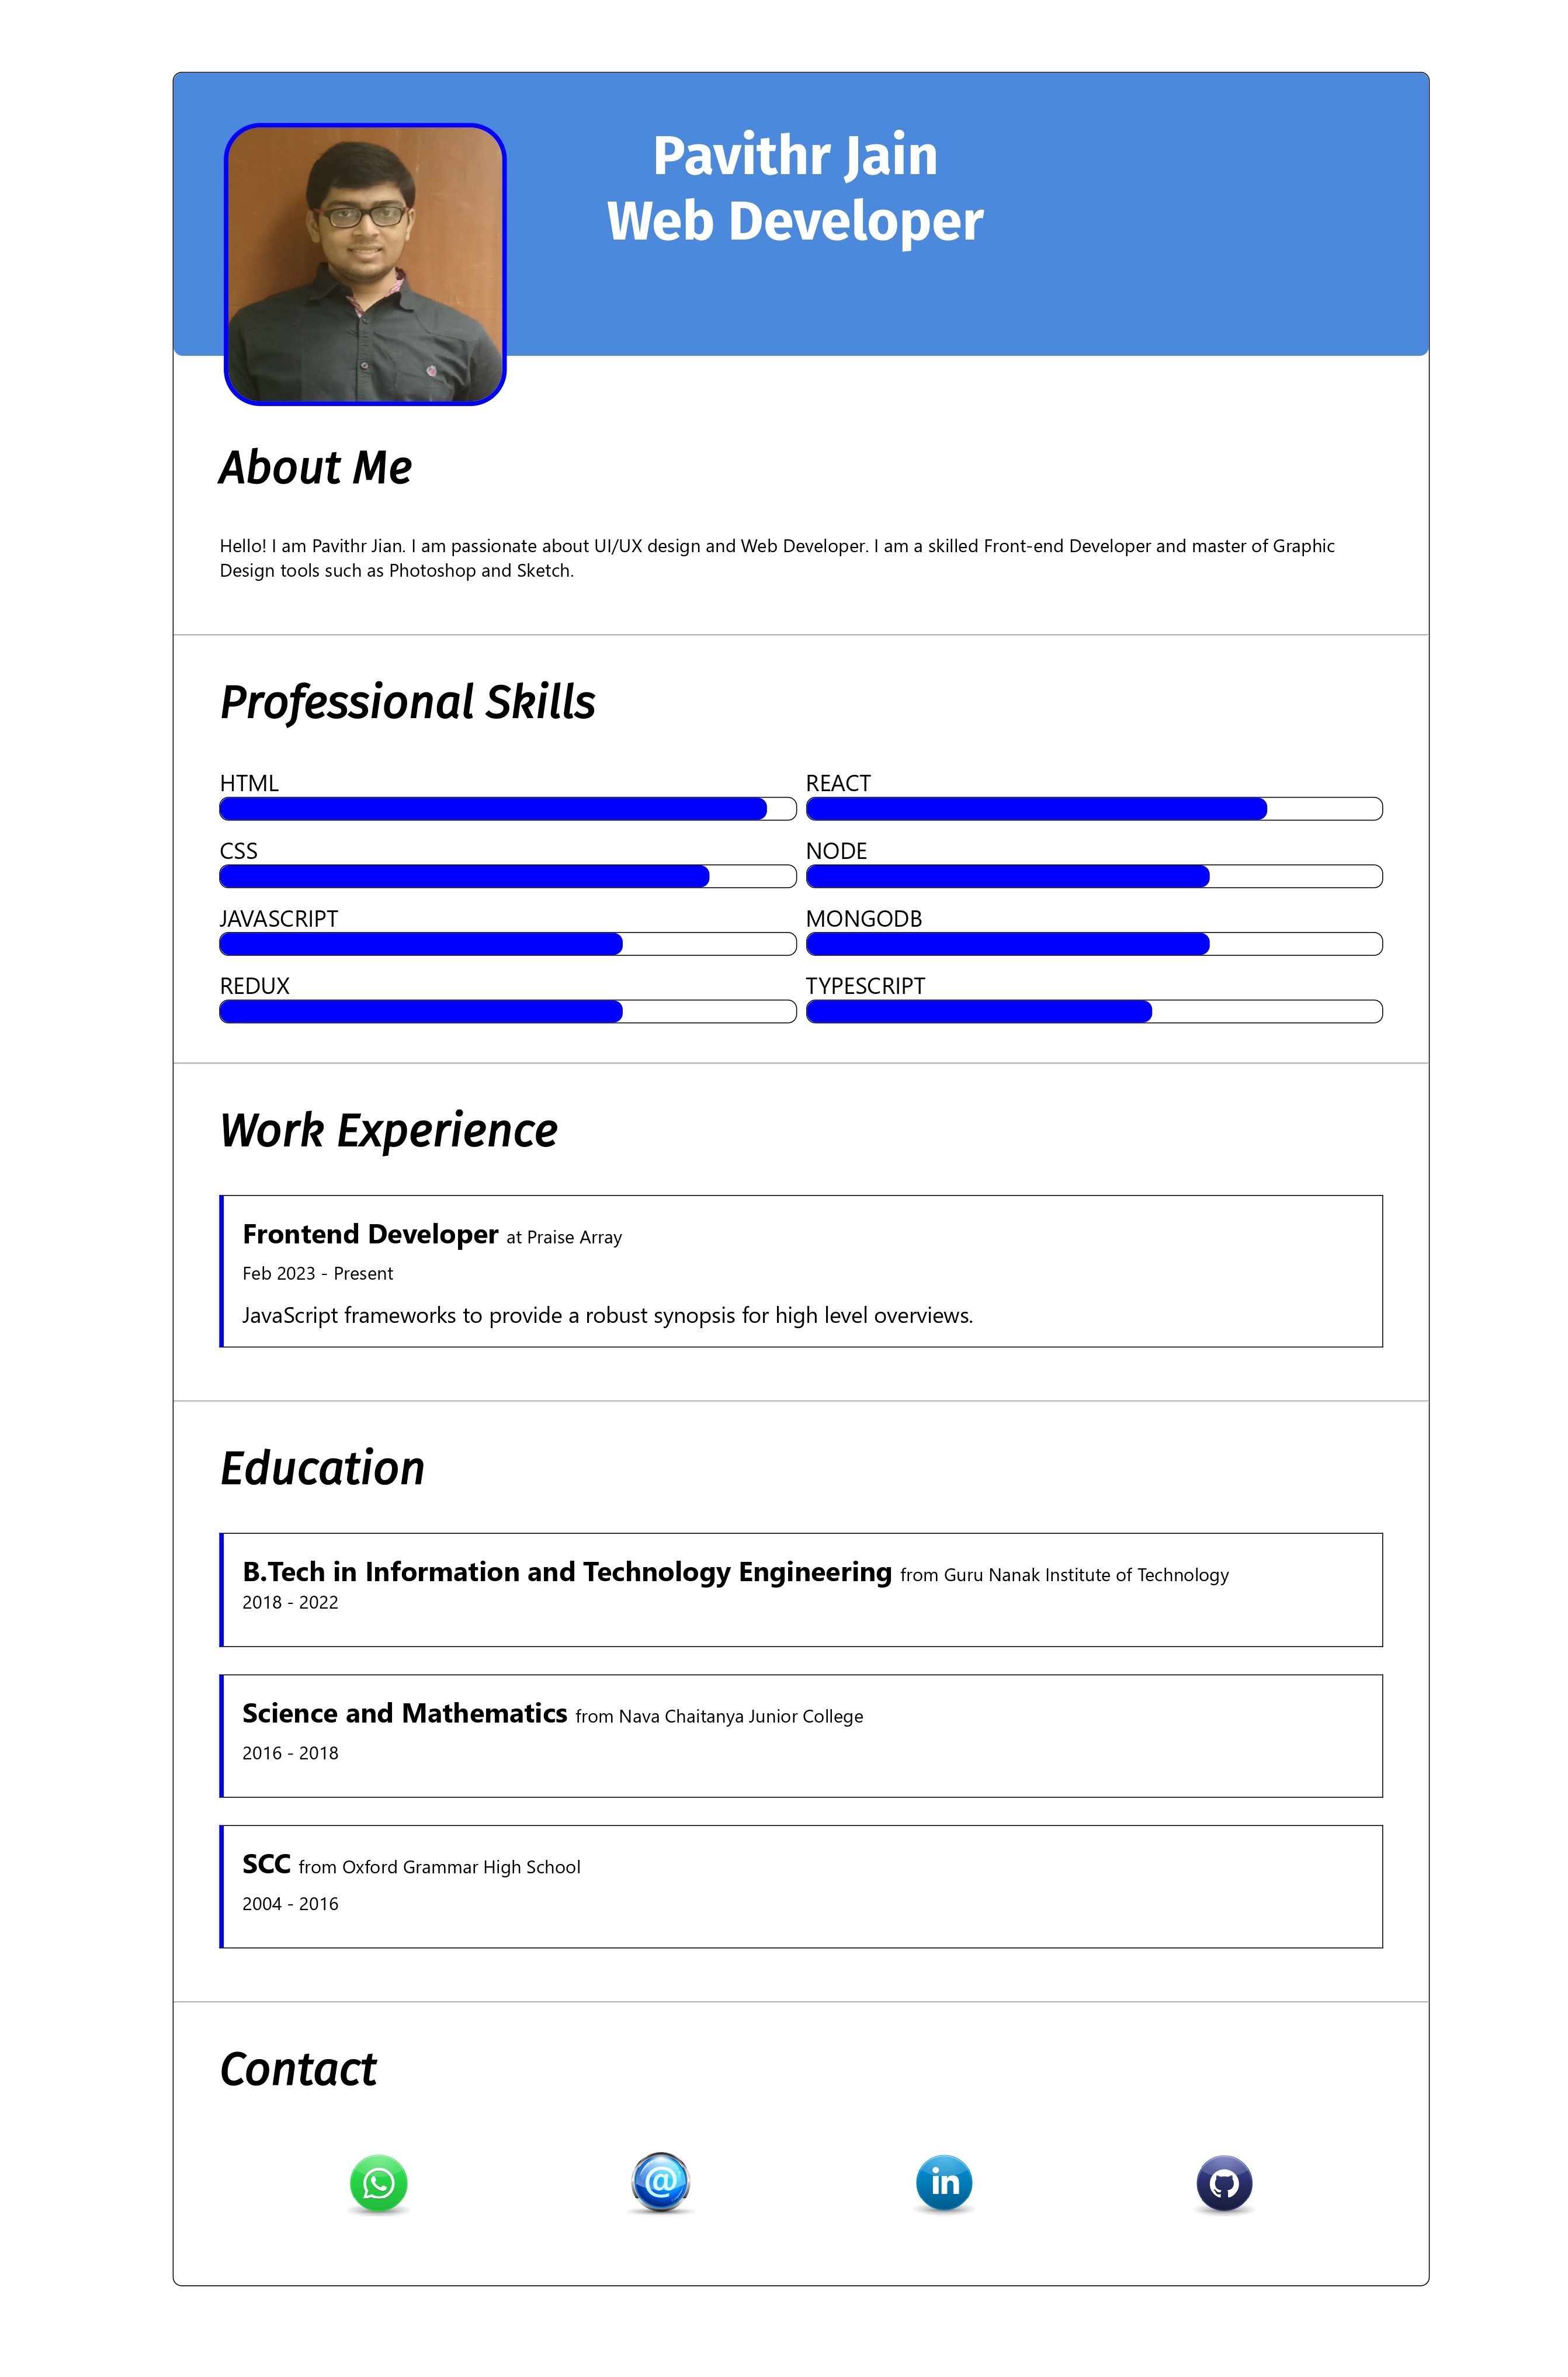 Pavithr Jain
Web Developer
About Me
Hello! I am Pavithr Jian. I am passionate about UI/UX design and Web Developer. I am a skilled Front-end Developer and master of Graphic
Design tools such as Photoshop and Sketch.
Professional Skills
HTML
REACT
CSS
NODE
JAVASCRIPT
MONGODB
REDUX
TYPESCRIPT
Work Experience
Frontend Developer at Praise Array
Feb 2023 - Present
JavaScript frameworks to provide a robust synopsis for high level overviews.
Education
B.Tech in Information and Technology Engineering from Guru Nanak Institute of Technology
2018 - 2022
Science and Mathematics from Nava Chaitanya Junior College
2016 - 2018
SCC from Oxford Grammar High School
2004 - 2016
Contact
@
in